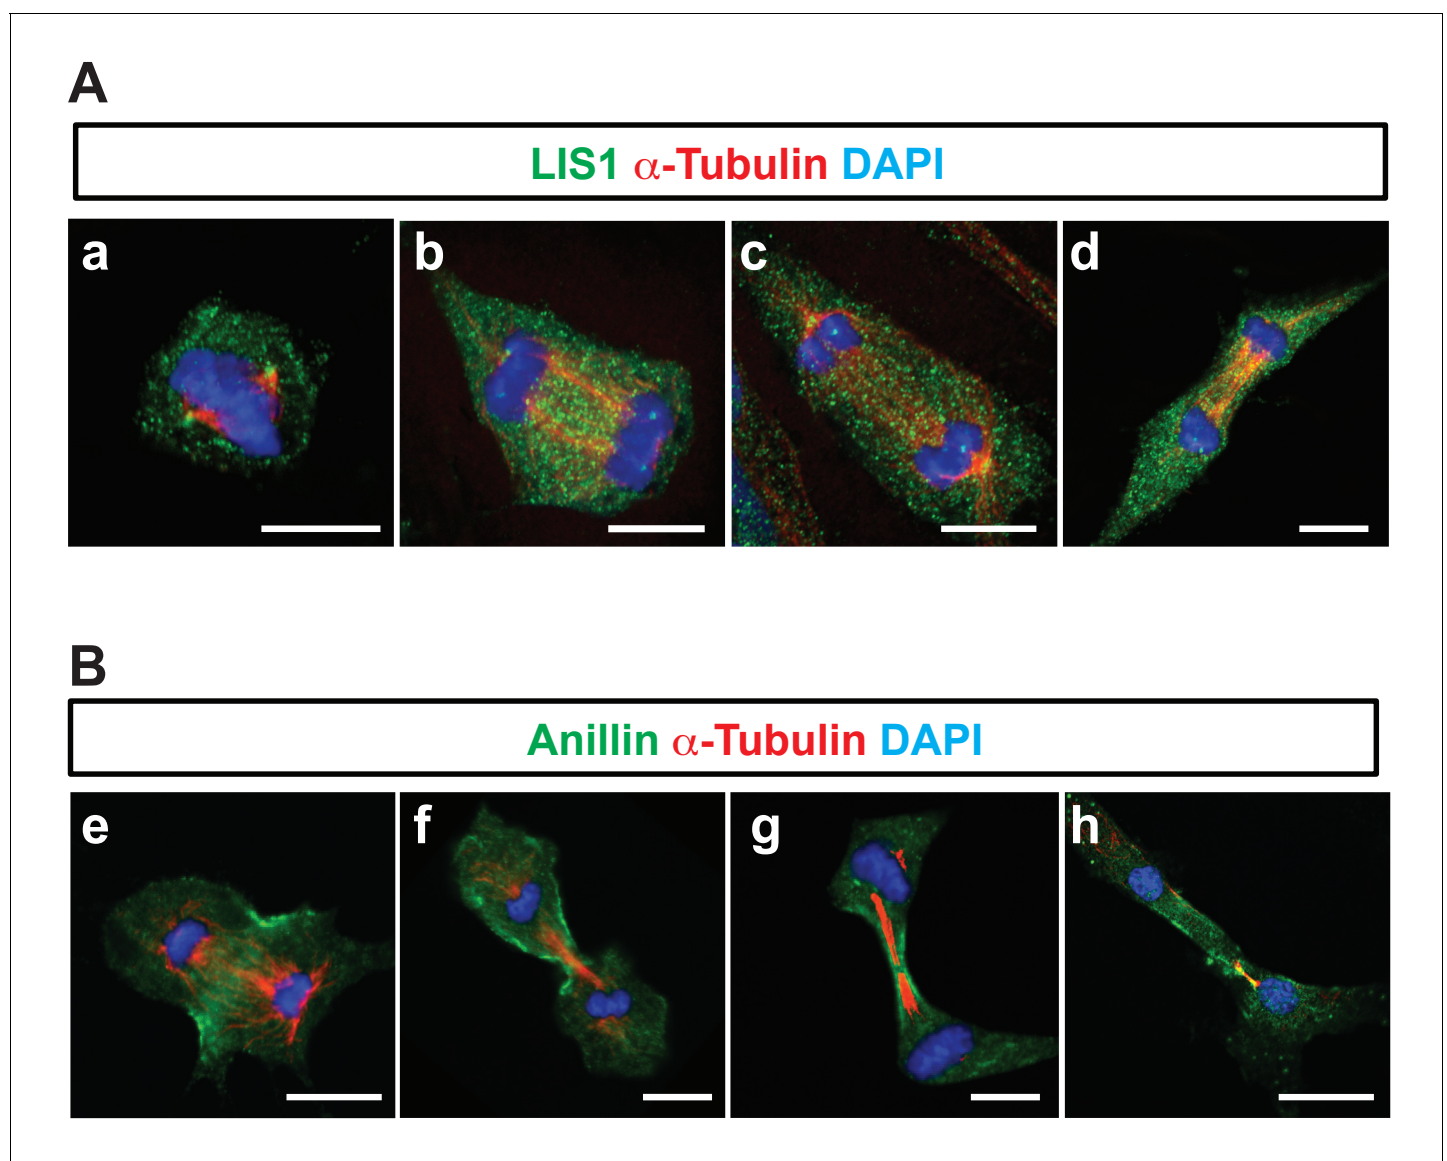 A
LIS1 α-Tubulin DAPI
a b c d
B
Anillin α-Tubulin DAPI
e f g h